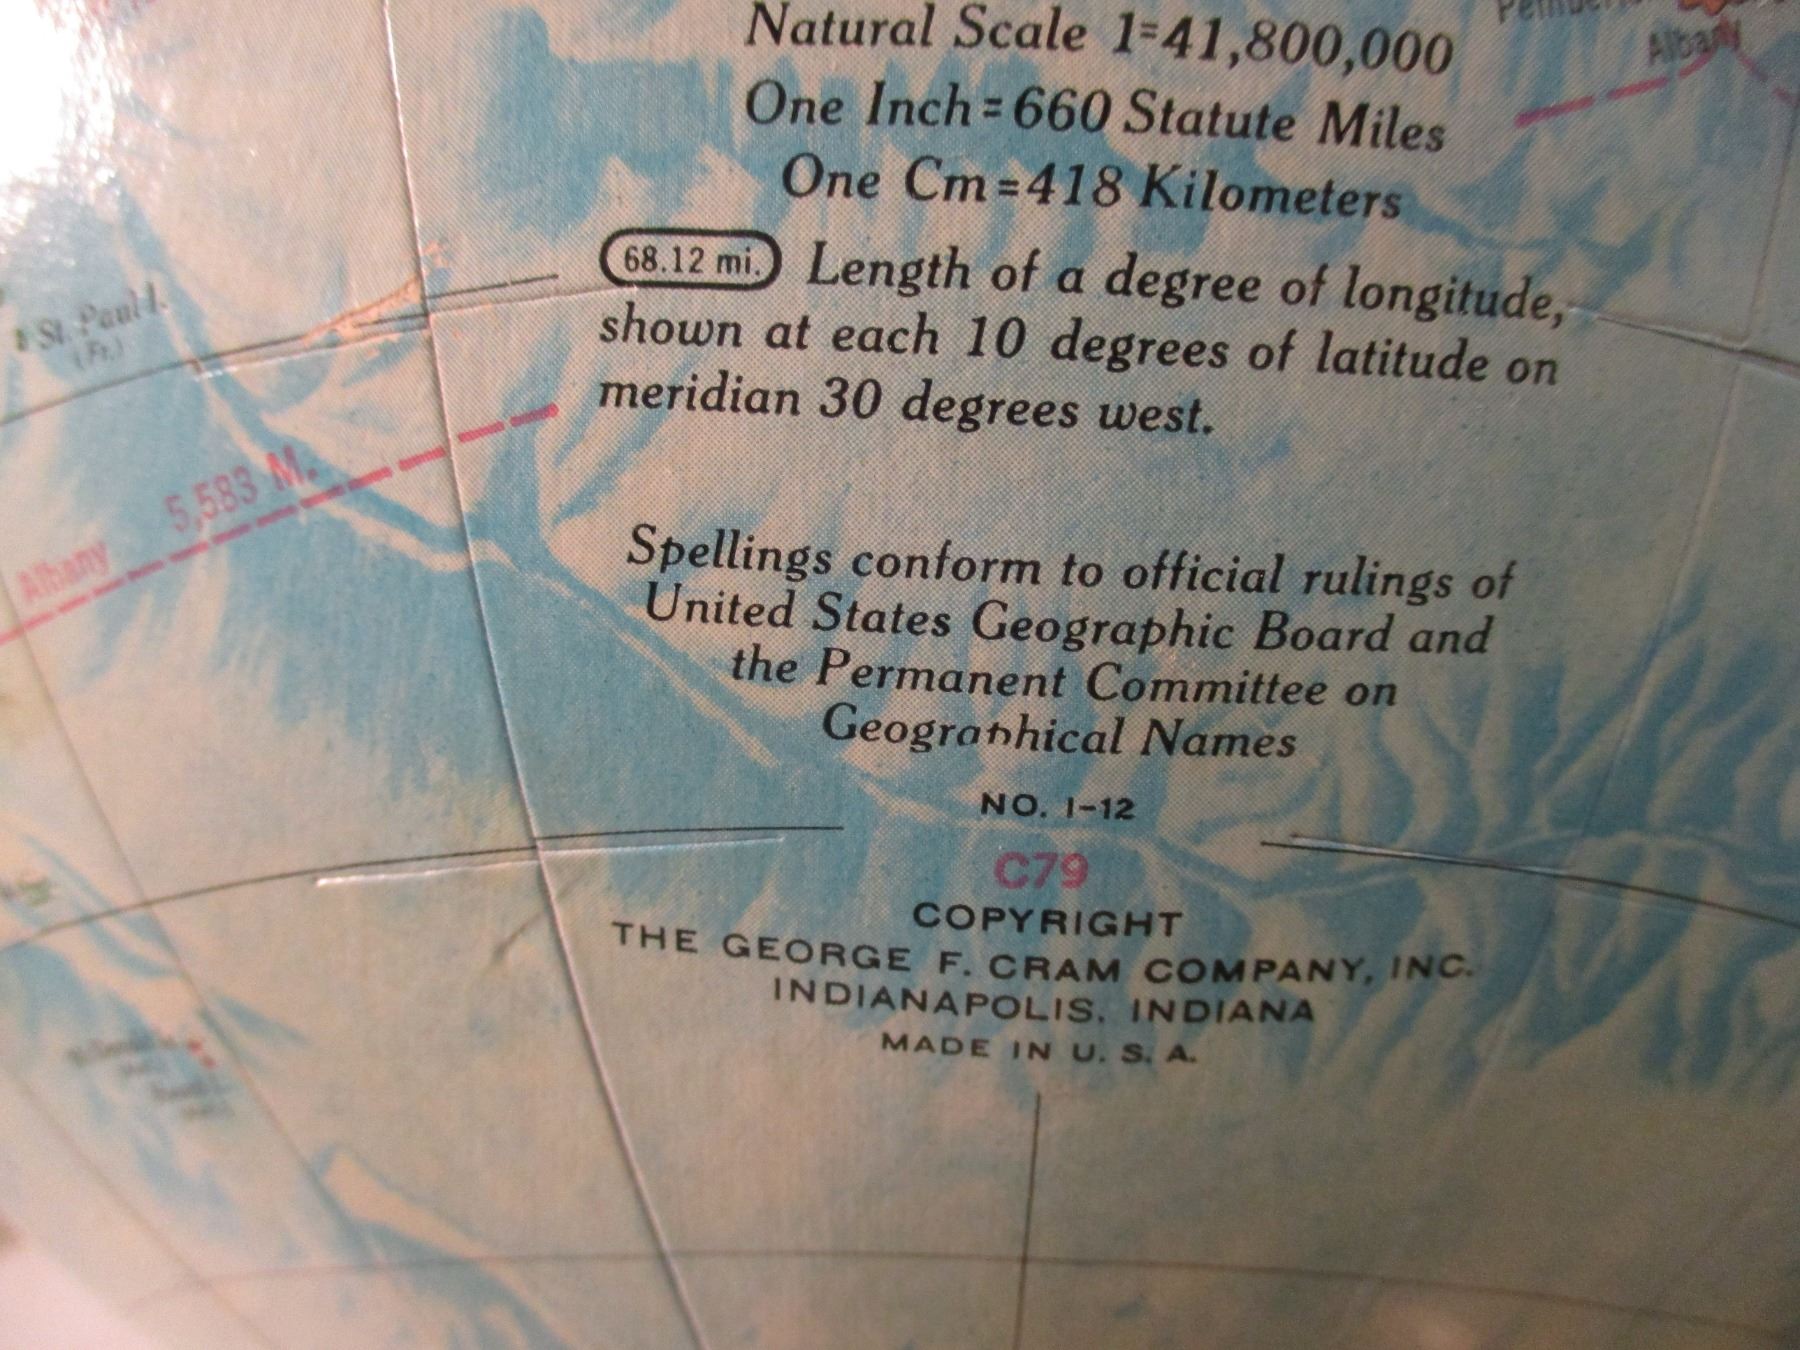 Natural Scale 1=41,800,000
One Inch=660 Statute Miles
One Cm=418 Kilometers
68.12 mi. Length of a degree of longitude,
shown at each 10 degrees of latitude on
meridian 30 degrees west.
Spellings conform to official rulings of
United States Geographic Board and
the Permanent Committee on
Geographical Names
NO. I-12
C79
COPYRIGHT
THE GEORGE F. CRAM COMPANY, INC.
INDIANAPOLIS, INDIANA
MADE IN U. S. A.
Albany
St. Paul I.
(Fr.)
5,583 M.
Albany